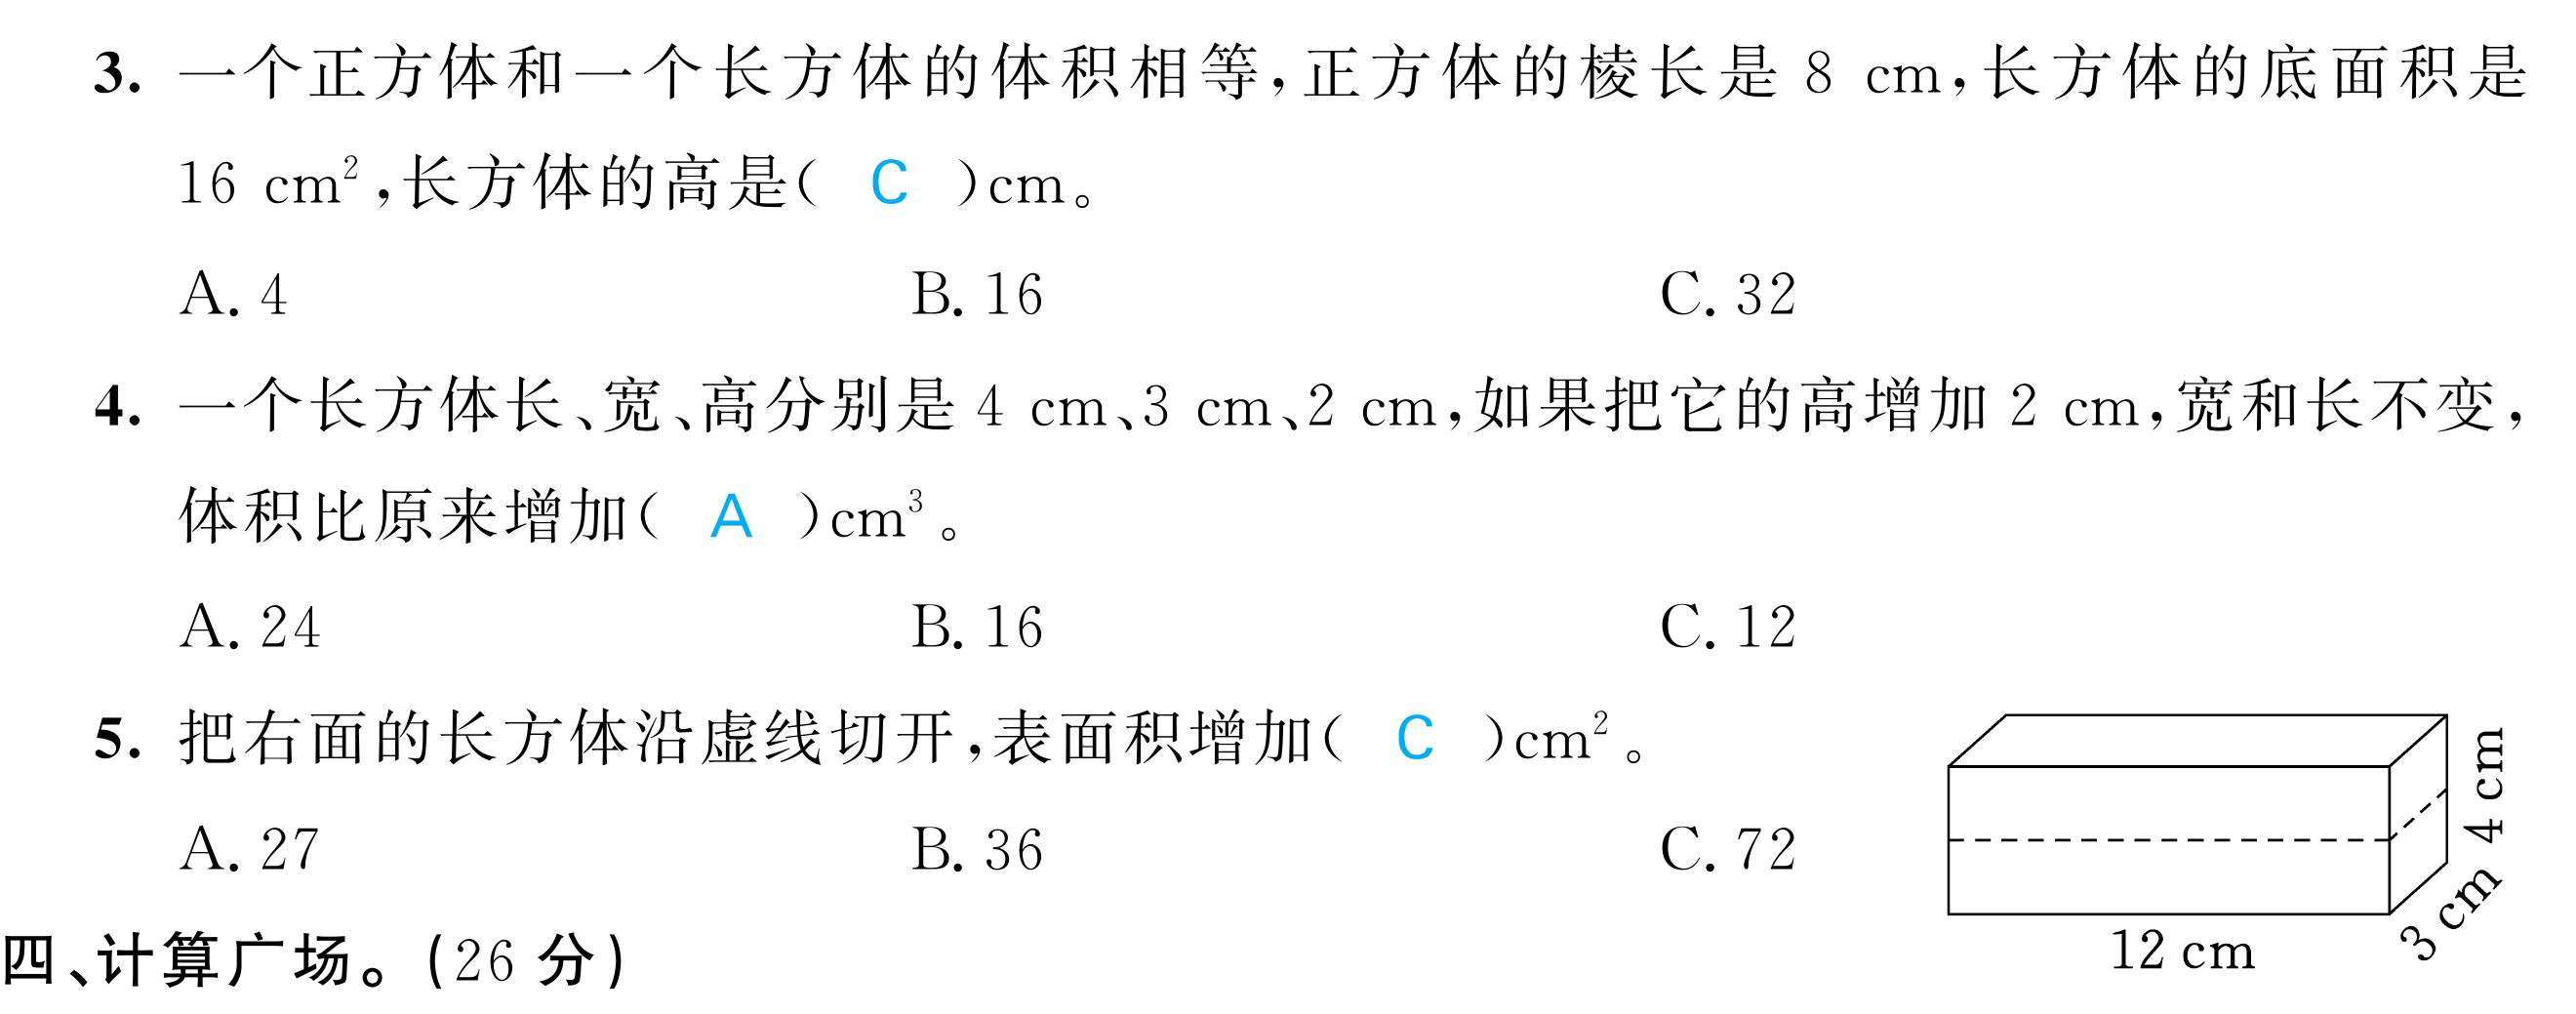 3. 一个正方体和一个长方体的体积相等,正方体的棱长是 8 cm,长方体的底面积是
16 cm²,长方体的高是( C )cm。
A. 4 B. 16 C. 32
4. 一个长方体长、宽、高分别是 4 cm、3 cm、2 cm,如果把它的高增加 2 cm,宽和长不变,
体积比原来增加( A )cm³。
A. 24 B. 16 C. 12
5. 把右面的长方体沿虚线切开,表面积增加( C )cm²。
A. 27 B. 36 C. 72
4 cm
3 cm
12 cm
四、计算广场。(26 分)